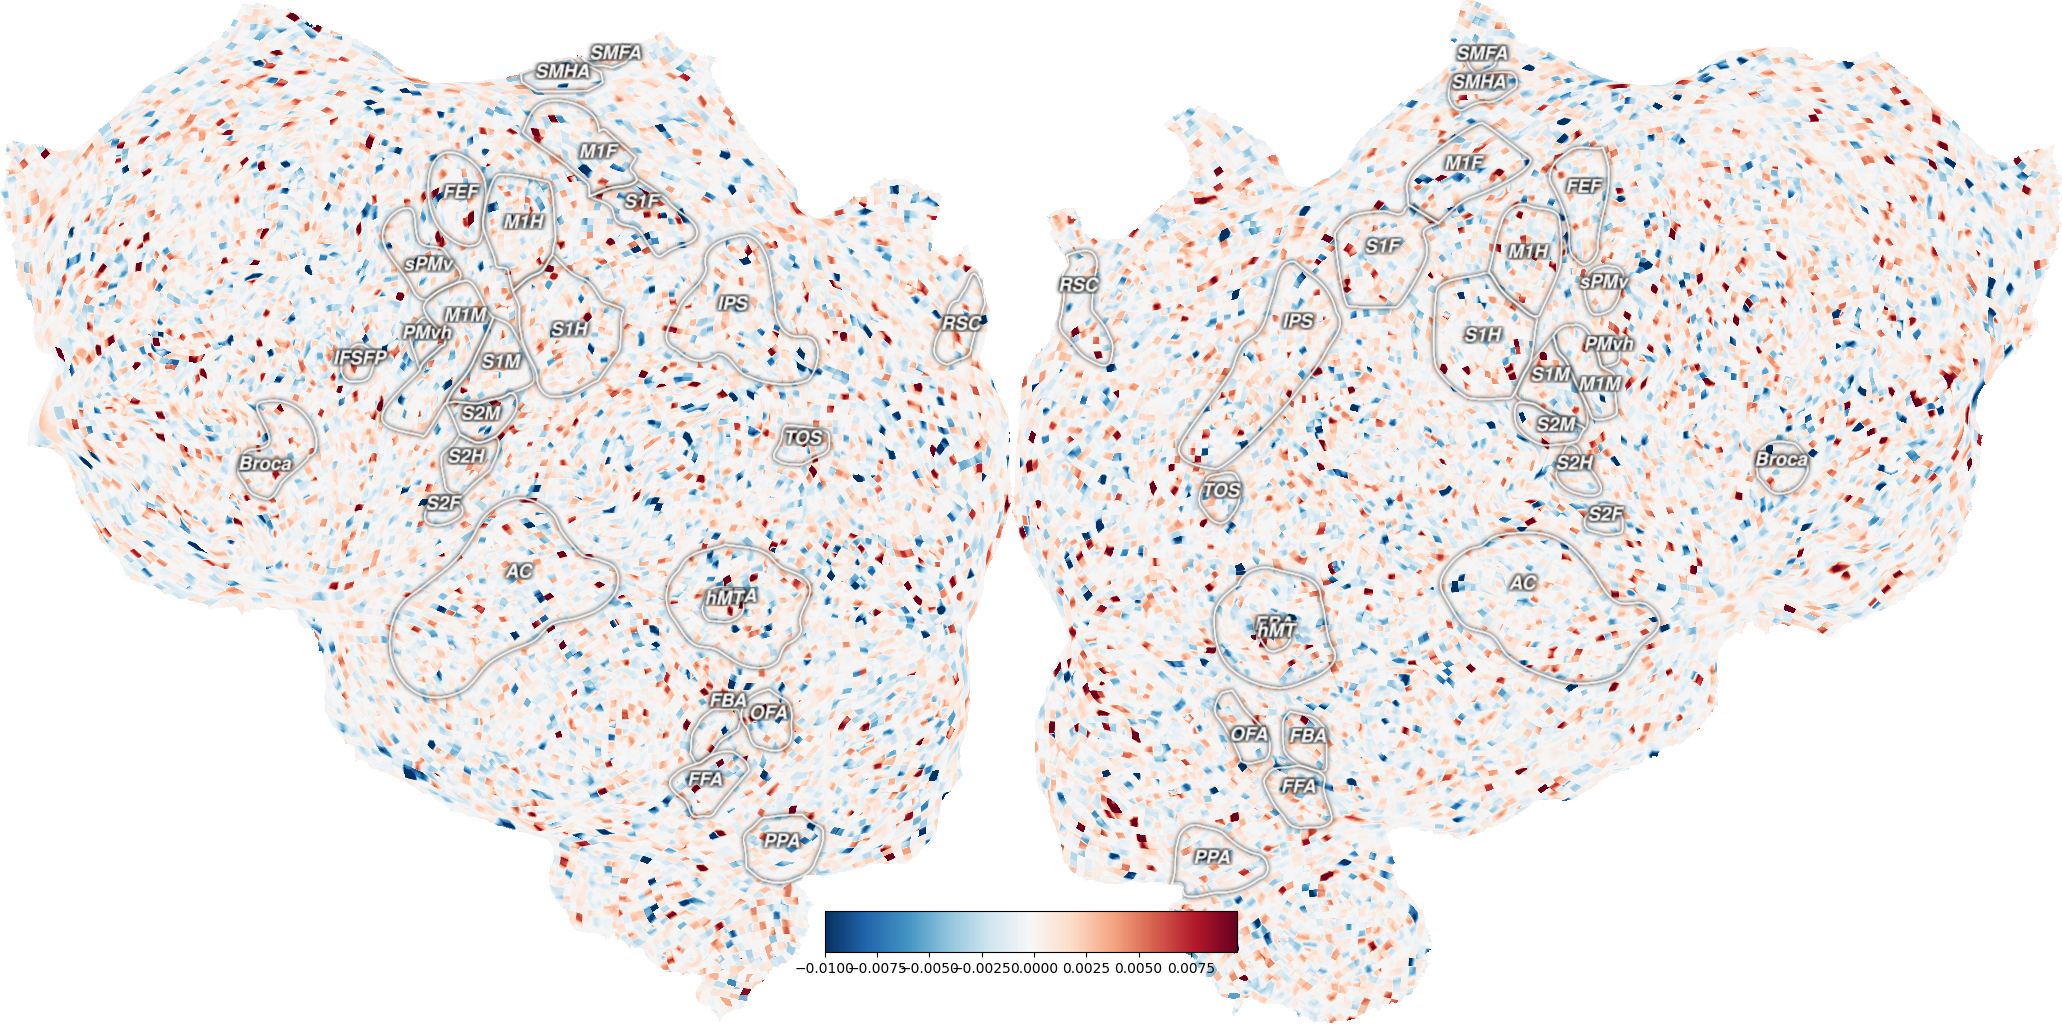 SMFA
SMHA
M1F
FEF
S1F
M1H
sPMv
IPS
M1M
RSC
PMvh
S1H
IFSFP
S1M
S2M
TOS
Broca
S2H
S2F
AC
hMT
FBA
OFA
FFA
PPA
SMFA
SMHA
M1F
FEF
S1F
M1H
RSC
sPMv
IPS
S1H
PMvh
S1M
M1M
S2M
Broca
S2H
TOS
S2F
AC
hMT
OFA
FBA
FFA
PPA
−0.0100 −0.0075 −0.0050 −0.0025 0.0000 0.0025 0.0050 0.0075